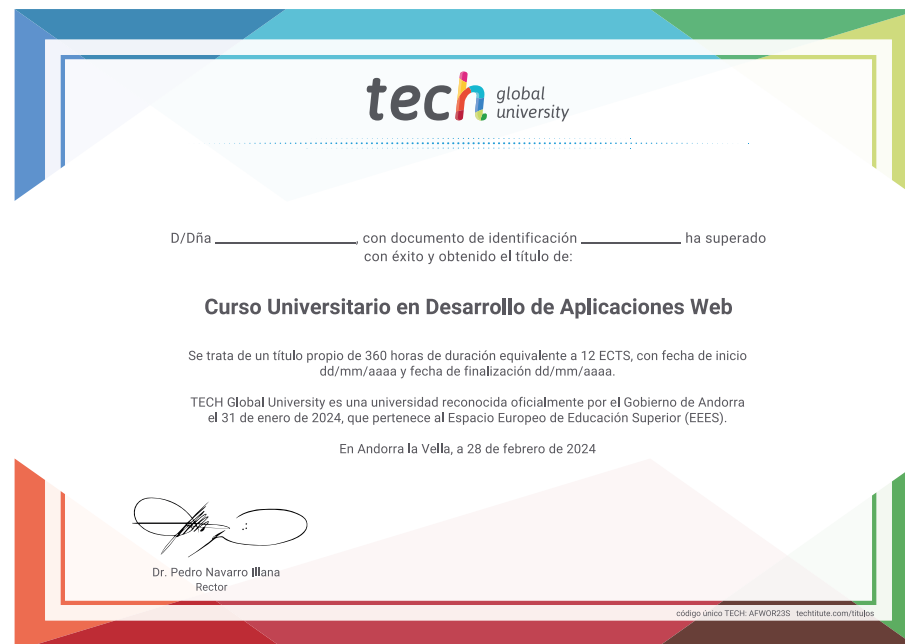 tech global university
D/Dña ________________, con documento de identificación ____________ ha superado
con éxito y obtenido el título de:
Curso Universitario en Desarrollo de Aplicaciones Web
Se trata de un título propio de 360 horas de duración equivalente a 12 ECTS, con fecha de inicio
dd/mm/aaaa y fecha de finalización dd/mm/aaaa.
TECH Global University es una universidad reconocida oficialmente por el Gobierno de Andorra
el 31 de enero de 2024, que pertenece al Espacio Europeo de Educación Superior (EEES).
En Andorra la Vella, a 28 de febrero de 2024
Dr. Pedro Navarro Illana
Rector
código único TECH: AFWOR23S techtitute.com/titulos